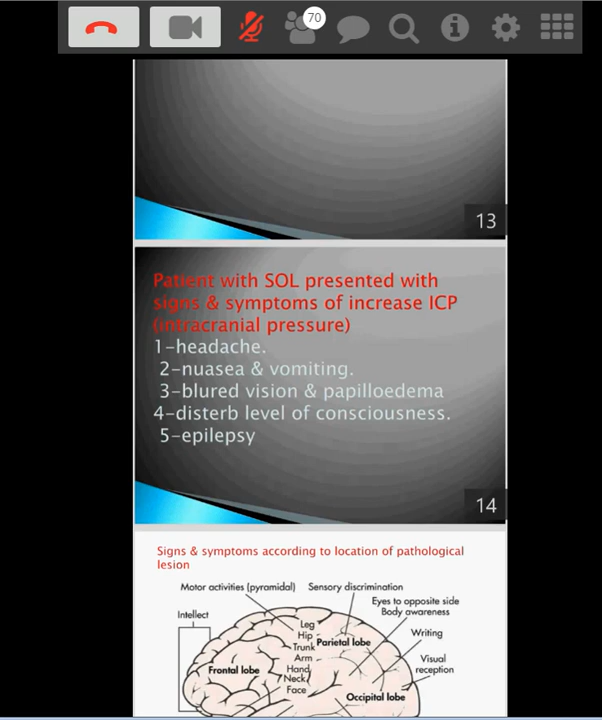 70
13
Patient with SOL presented with
signs & symptoms of increase ICP
(intracranial pressure)
1-headache.
2-nuasea & vomiting.
3-blured vision & papilloedema
4-disterb level of consciousness.
5-epilepsy
14
Signs & symptoms according to location of pathological
lesion
Motor activities (pyramidal)
Sensory discrimination
Eyes to opposite side
Body awareness
Intellect
Writing
Leg
Hip
Trunk
Arm
Hand
Neck
Face
Parietal lobe
Visual
reception
Frontal lobe
Occipital lobe